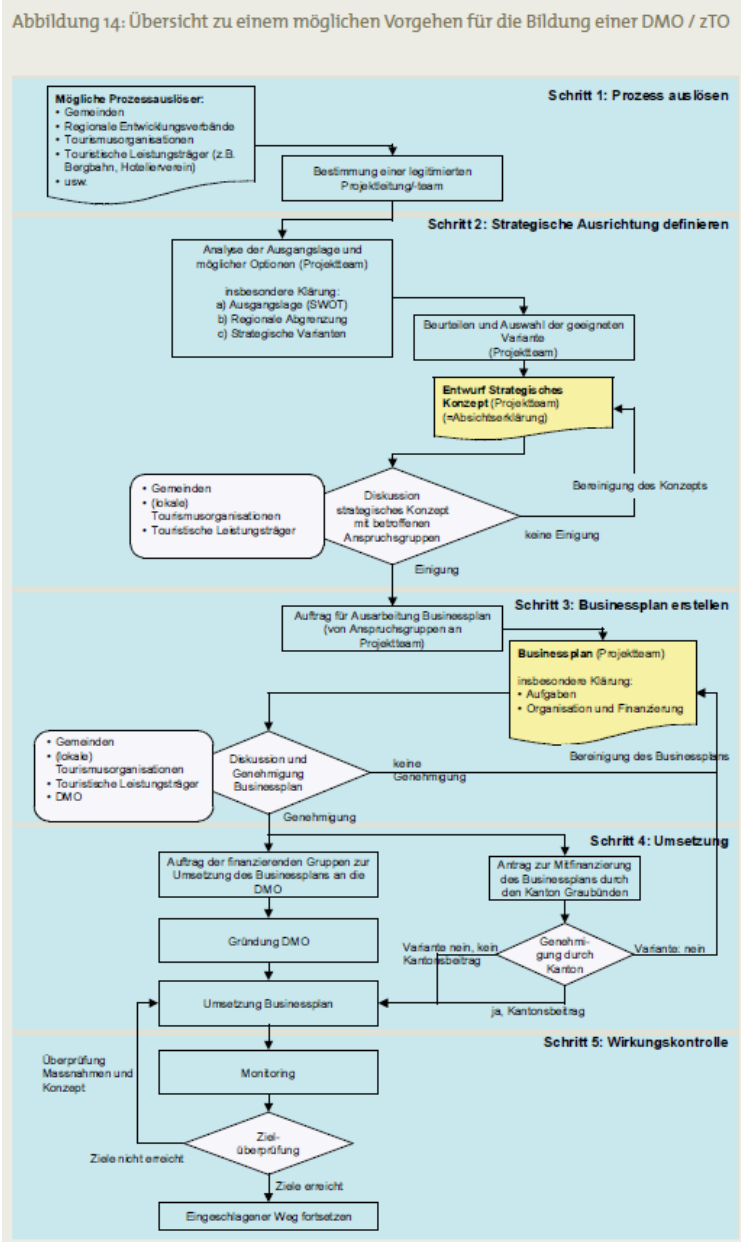 Abbildung 14: Übersicht zu einem möglichen Vorgehen für die Bildung einer DMO / zTO
Schritt 1: Prozess auslösen
Mögliche Prozessauslöser:
• Gemeinden
• Regionale Entwicklungsverbände
• Tourismusorganisationen
• Touristische Leistungsträger (z.B.
Bergbahn, Hotelierverein)
• usw.
Bestimmung einer legitimierten
Projektleitung/-team
Schritt 2: Strategische Ausrichtung definieren
Analyse der Ausgangslage und
möglicher Optionen (Projektteam)
insbesondere Klärung:
a) Ausgangslage (SWOT)
b) Regionale Abgrenzung
c) Strategische Varianten
Beurteilen und Auswahl der geeigneten
Variante
(Projektteam)
Entwurf Strategisches
Konzept (Projektteam)
(=Absichtserklärung)
Bereinigung des Konzepts
• Gemeinden
• (lokale)
Tourismusorganisationen
• Touristische Leistungsträger
Diskussion
strategisches Konzept
mit betroffenen
Anspruchsgruppen
keine Einigung
Einigung
Schritt 3: Businessplan erstellen
Auftrag für Ausarbeitung Businessplan
(von Anspruchsgruppen an
Projektteam)
Businessplan (Projektteam)
insbesondere Klärung:
• Aufgaben
• Organisation und Finanzierung
Bereinigung des Businessplans
• Gemeinden
• (lokale)
Tourismusorganisationen
• Touristische Leistungsträger
• DMO
Diskussion und
Genehmigung
Businessplan
keine
Genehmigung
Genehmigung
Schritt 4: Umsetzung
Auftrag der finanzierenden Gruppen zur
Umsetzung des Businessplans an die
DMO
Antrag zur Mitfinanzierung
des Businessplans durch
den Kanton Graubünden
Gründung DMO
Variante nein, kein
Kantonsbeitrag
Genehmi-
gung durch
Kanton
Variante: nein
Umsetzung Businessplan
ja, Kantonsbeitrag
Schritt 5: Wirkungskontrolle
Überprüfung
Massnahmen und
Konzept
Monitoring
Ziel-
überprüfung
Ziele nicht erreicht
Ziele erreicht
Eingeschlagener Weg fortsetzen